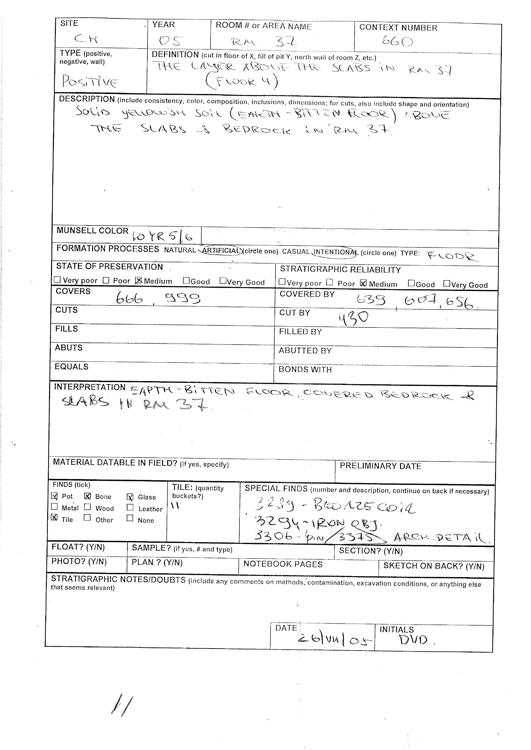 SITE YEAR ROOM # or AREA NAME CONTEXT NUMBER
CH 05 RM 37 660
TYPE (positive, negative, wall) DEFINITION (cut in floor of X, fill of pit Y, north wall of room Z, etc.)
POSITIVE THE LAYER ABOVE THE SLABS IN RM 37
(FLOOR 4)
DESCRIPTION (include consistency, color, composition, inclusions, dimensions; for cuts, also include shape and orientation)
SOLID YELLOWISH SOIL (EARTH-BITTEN FLOOR) ABOVE
THE SLABS & BEDROCK IN RM 37.
MUNSELL COLOR 10YR 5/6
FORMATION PROCESSES NATURAL ARTIFICIAL (circle one) CASUAL INTENTIONAL (circle one) TYPE: FLOOR
STATE OF PRESERVATION STRATIGRAPHIC RELIABILITY
☐Very poor ☐ Poor ☒Medium ☐Good ☐Very Good ☐Very poor ☐ Poor ☒ Medium ☐Good ☐Very Good
COVERS 666, 999 COVERED BY 639, 607, 656
CUTS CUT BY 430
FILLS FILLED BY
ABUTS ABUTTED BY
EQUALS BONDS WITH
INTERPRETATION EARTH-BITTEN FLOOR, COVERED BEDROCK &
SLABS IN RM 37.
MATERIAL DATABLE IN FIELD? (if yes, specify) PRELIMINARY DATE
FINDS (tick) TILE: (quantity buckets?) SPECIAL FINDS (number and description, continue on back if necessary)
☒ Pot ☒ Bone ☒ Glass 11 3239 - BRONZE COIN
☐ Metal ☐ Wood ☐ Leather 3294 - IRON OBJ.
☒ Tile ☐ Other ☐ None 3306 - PIN / 3375 ARCH DETAIL.
FLOAT? (Y/N) SAMPLE? (if yes, # and type) SECTION? (Y/N)
PHOTO? (Y/N) PLAN ? (Y/N) NOTEBOOK PAGES SKETCH ON BACK? (Y/N)
STRATIGRAPHIC NOTES/DOUBTS (include any comments on methods, contamination, excavation conditions, or anything else
that seems relevant)
DATE INITIALS
26/VII/05 DVD.